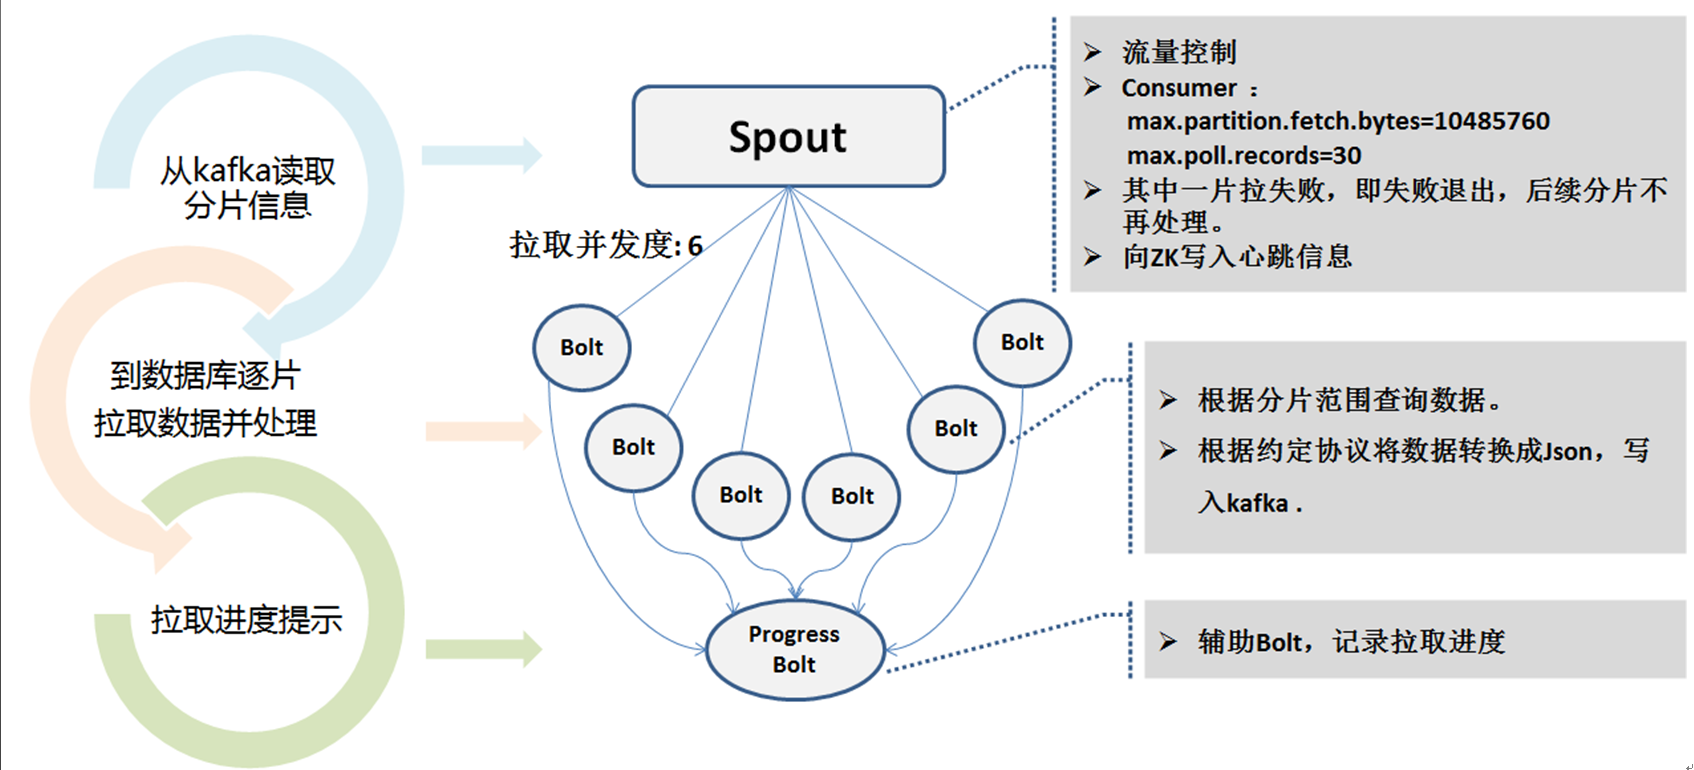 从kafka读取
分片信息
到数据库逐片
拉取数据并处理
拉取进度提示
Spout
拉取并发度: 6
Bolt
Bolt
Bolt
Bolt
Bolt
Bolt
Progress
Bolt
➢ 流量控制
➢ Consumer ：
max.partition.fetch.bytes=10485760
max.poll.records=30
➢ 其中一片拉失败，即失败退出，后续分片不
再处理。
➢ 向ZK写入心跳信息
➢ 根据分片范围查询数据。
➢ 根据约定协议将数据转换成Json，写
入kafka .
➢ 辅助Bolt，记录拉取进度